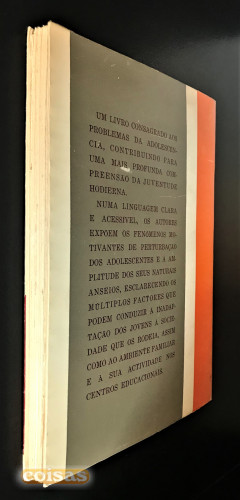 UM LIVRO CONSAGRADO AOS
PROBLEMAS DA ADOLESCÊN-
CIA, CONTRIBUINDO PARA
UMA MAIS PROFUNDA COM-
PREENSÃO DA JUVENTUDE
HODIERNA.
NUMA LINGUAGEM CLARA
E ACESSÍVEL, OS AUTORES
EXPÕEM OS FENÓMENOS MO-
TIVANTES DE PERTURBAÇÃO
DOS ADOLESCENTES E A AM-
PLITUDE DOS SEUS NATURAIS
ANSEIOS, ESCLARECENDO OS
MÚLTIPLOS FACTORES QUE
PODEM CONDUZIR À INADAP-
TAÇÃO DOS JOVENS À SOCIE-
DADE QUE OS RODEIA, ASSIM
COMO AO AMBIENTE FAMILIAR
E A SUA ACTIVIDADE NOS
CENTROS EDUCACIONAIS.
coisas